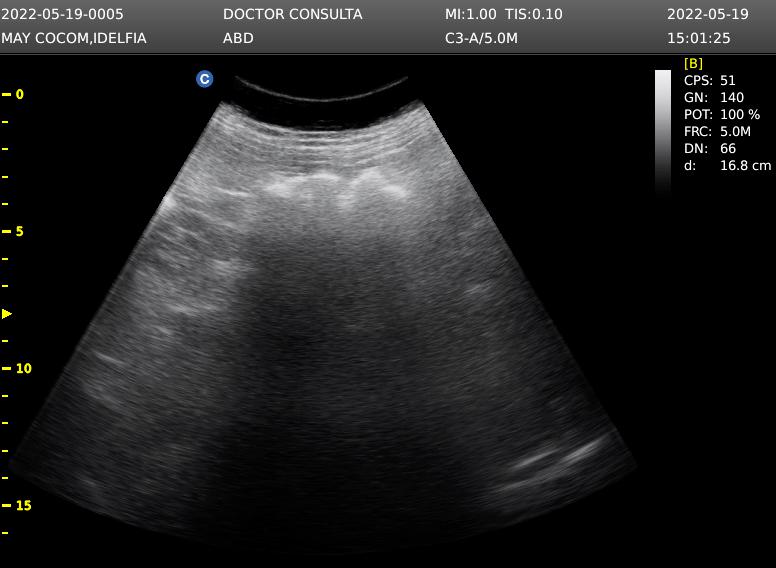 2022-05-19-0005 DOCTOR CONSULTA MI:1.00 TIS:0.10 2022-05-19
MAY COCOM,IDELFIA ABD C3-A/5.0M 15:01:25
[B]
C
CPS: 51
0
GN: 140
POT: 100 %
FRC: 5.0M
DN: 66
d: 16.8 cm
5
10
15